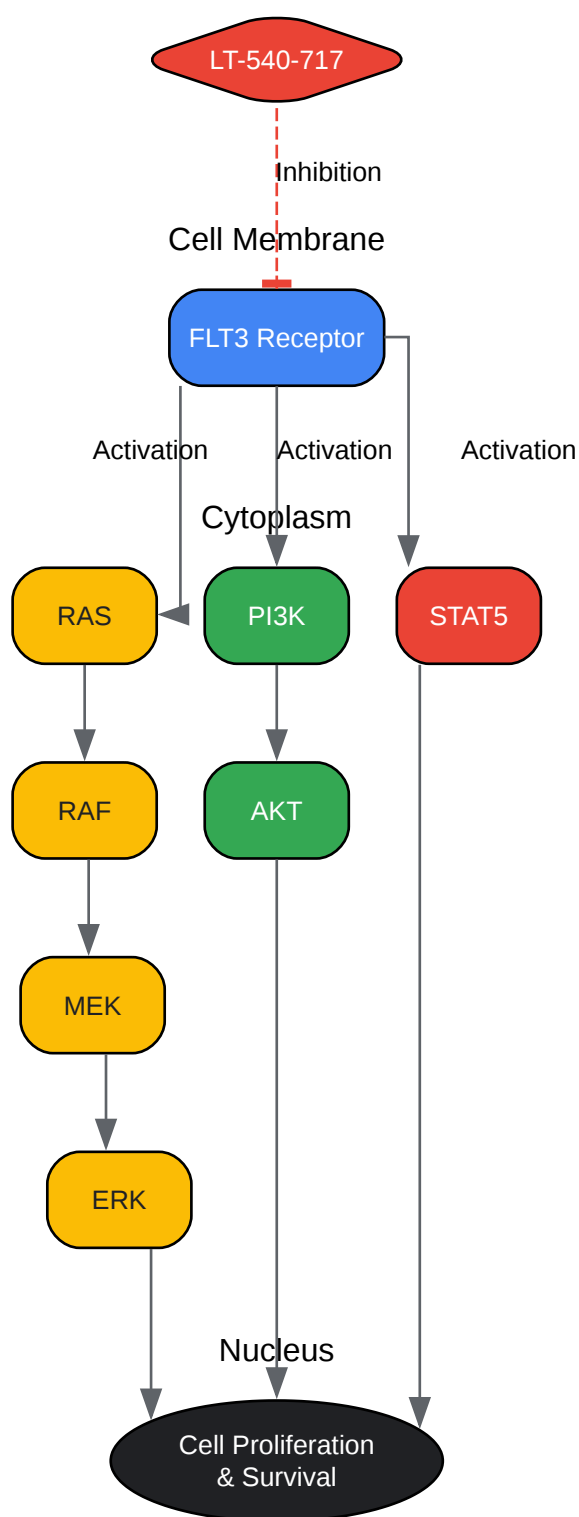 LT-540-717
Inhibition
Cell Membrane
FLT3 Receptor
Activation
Activation
Activation
Cytoplasm
RAS
PI3K
STAT5
RAF
AKT
MEK
ERK
Nucleus
Cell Proliferation
& Survival